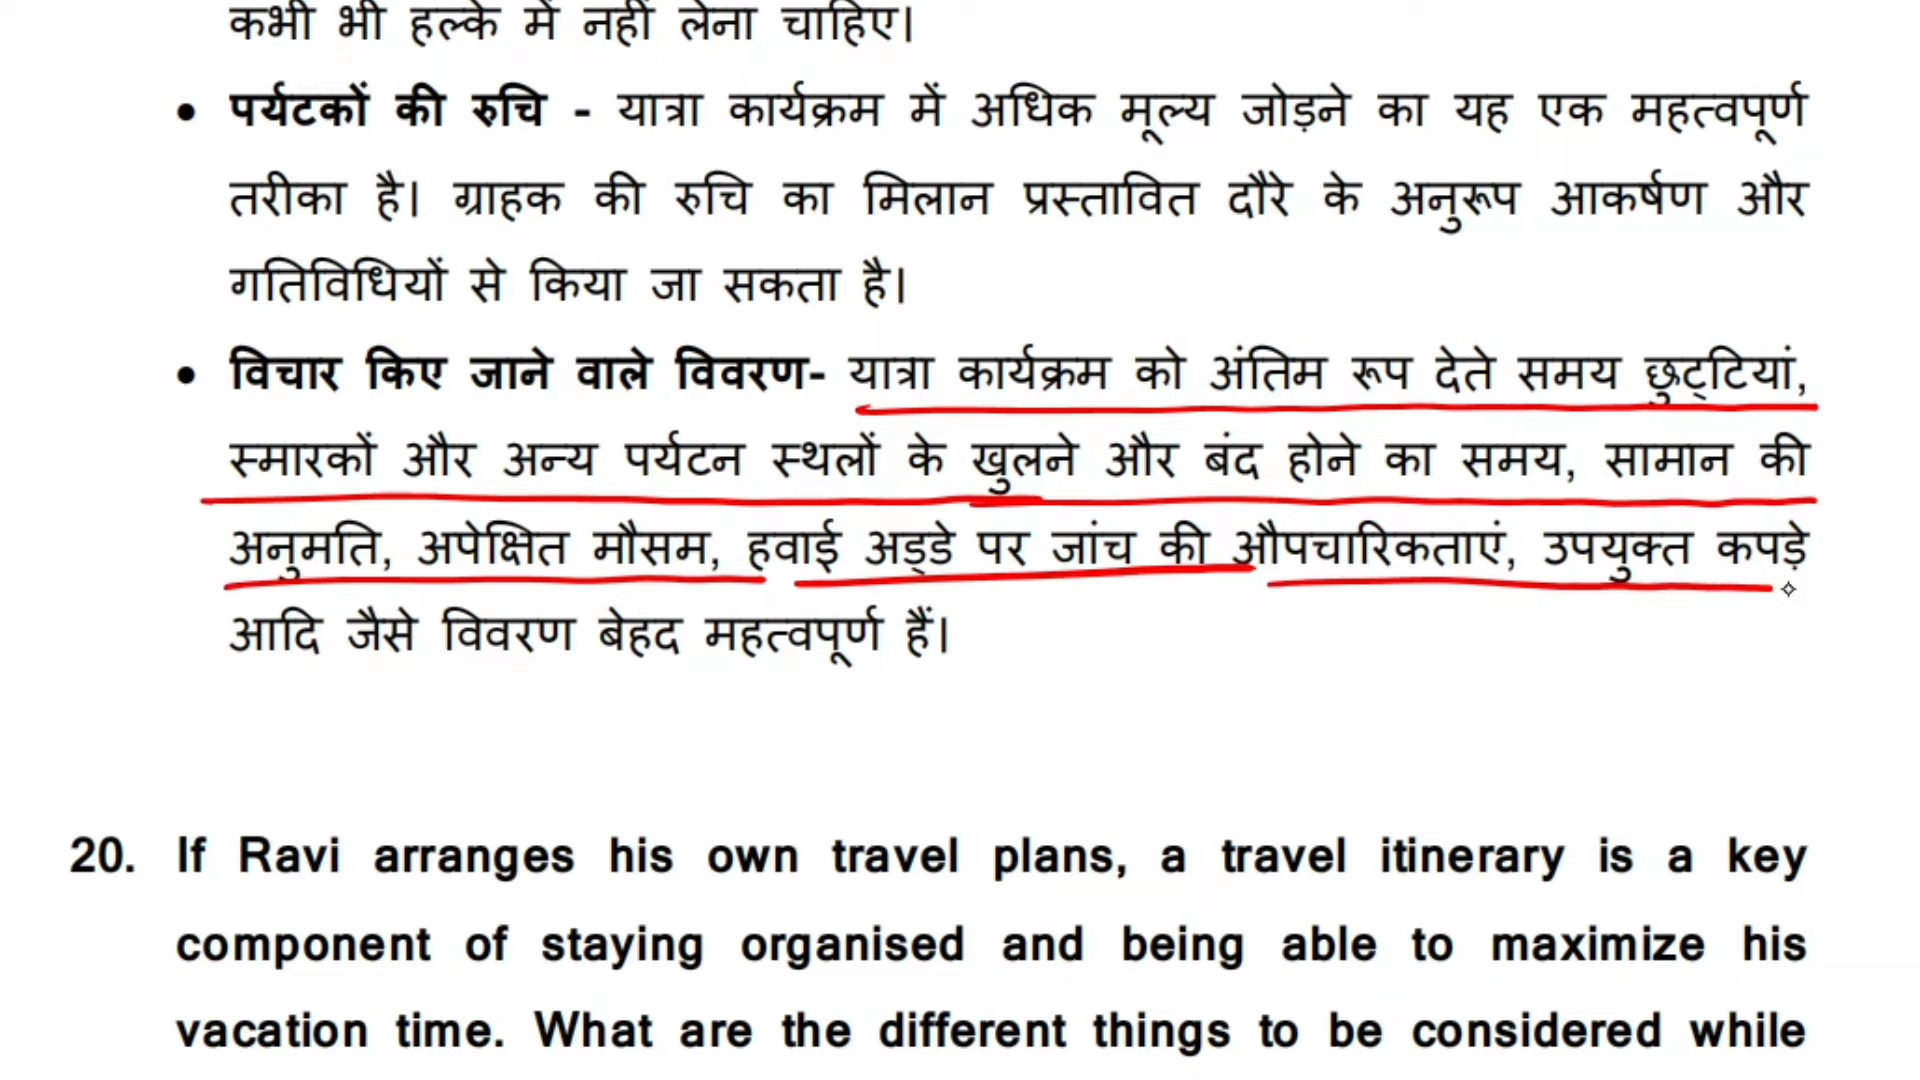 कभी भी हल्के में नहीं लेना चाहिए।
• पर्यटकों की रुचि - यात्रा कार्यक्रम में अधिक मूल्य जोड़ने का यह एक महत्वपूर्ण
तरीका है। ग्राहक की रुचि का मिलान प्रस्तावित दौरे के अनुरूप आकर्षण और
गतिविधियों से किया जा सकता है।
• विचार किए जाने वाले विवरण- यात्रा कार्यक्रम को अंतिम रूप देते समय छुट्टियां,
स्मारकों और अन्य पर्यटन स्थलों के खुलने और बंद होने का समय, सामान की
अनुमति, अपेक्षित मौसम, हवाई अड्डे पर जांच की औपचारिकताएं, उपयुक्त कपड़े
आदि जैसे विवरण बेहद महत्वपूर्ण हैं।
20. If Ravi arranges his own travel plans, a travel itinerary is a key
component of staying organised and being able to maximize his
vacation time. What are the different things to be considered while